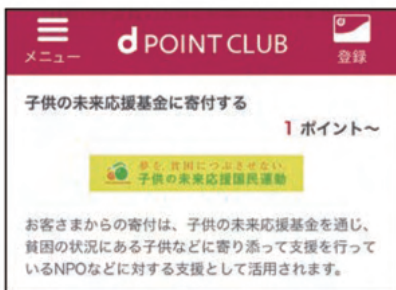 メニュー
d POINT CLUB
登録
子供の未来応援基金に寄付する
1 ポイント～
夢を、貧困につぶさせない。
子供の未来応援国民運動
お客さまからの寄付は、子供の未来応援基金を通じ、
貧困の状況にある子供などに寄り添って支援を行って
いるNPOなどに対する支援として活用されます。